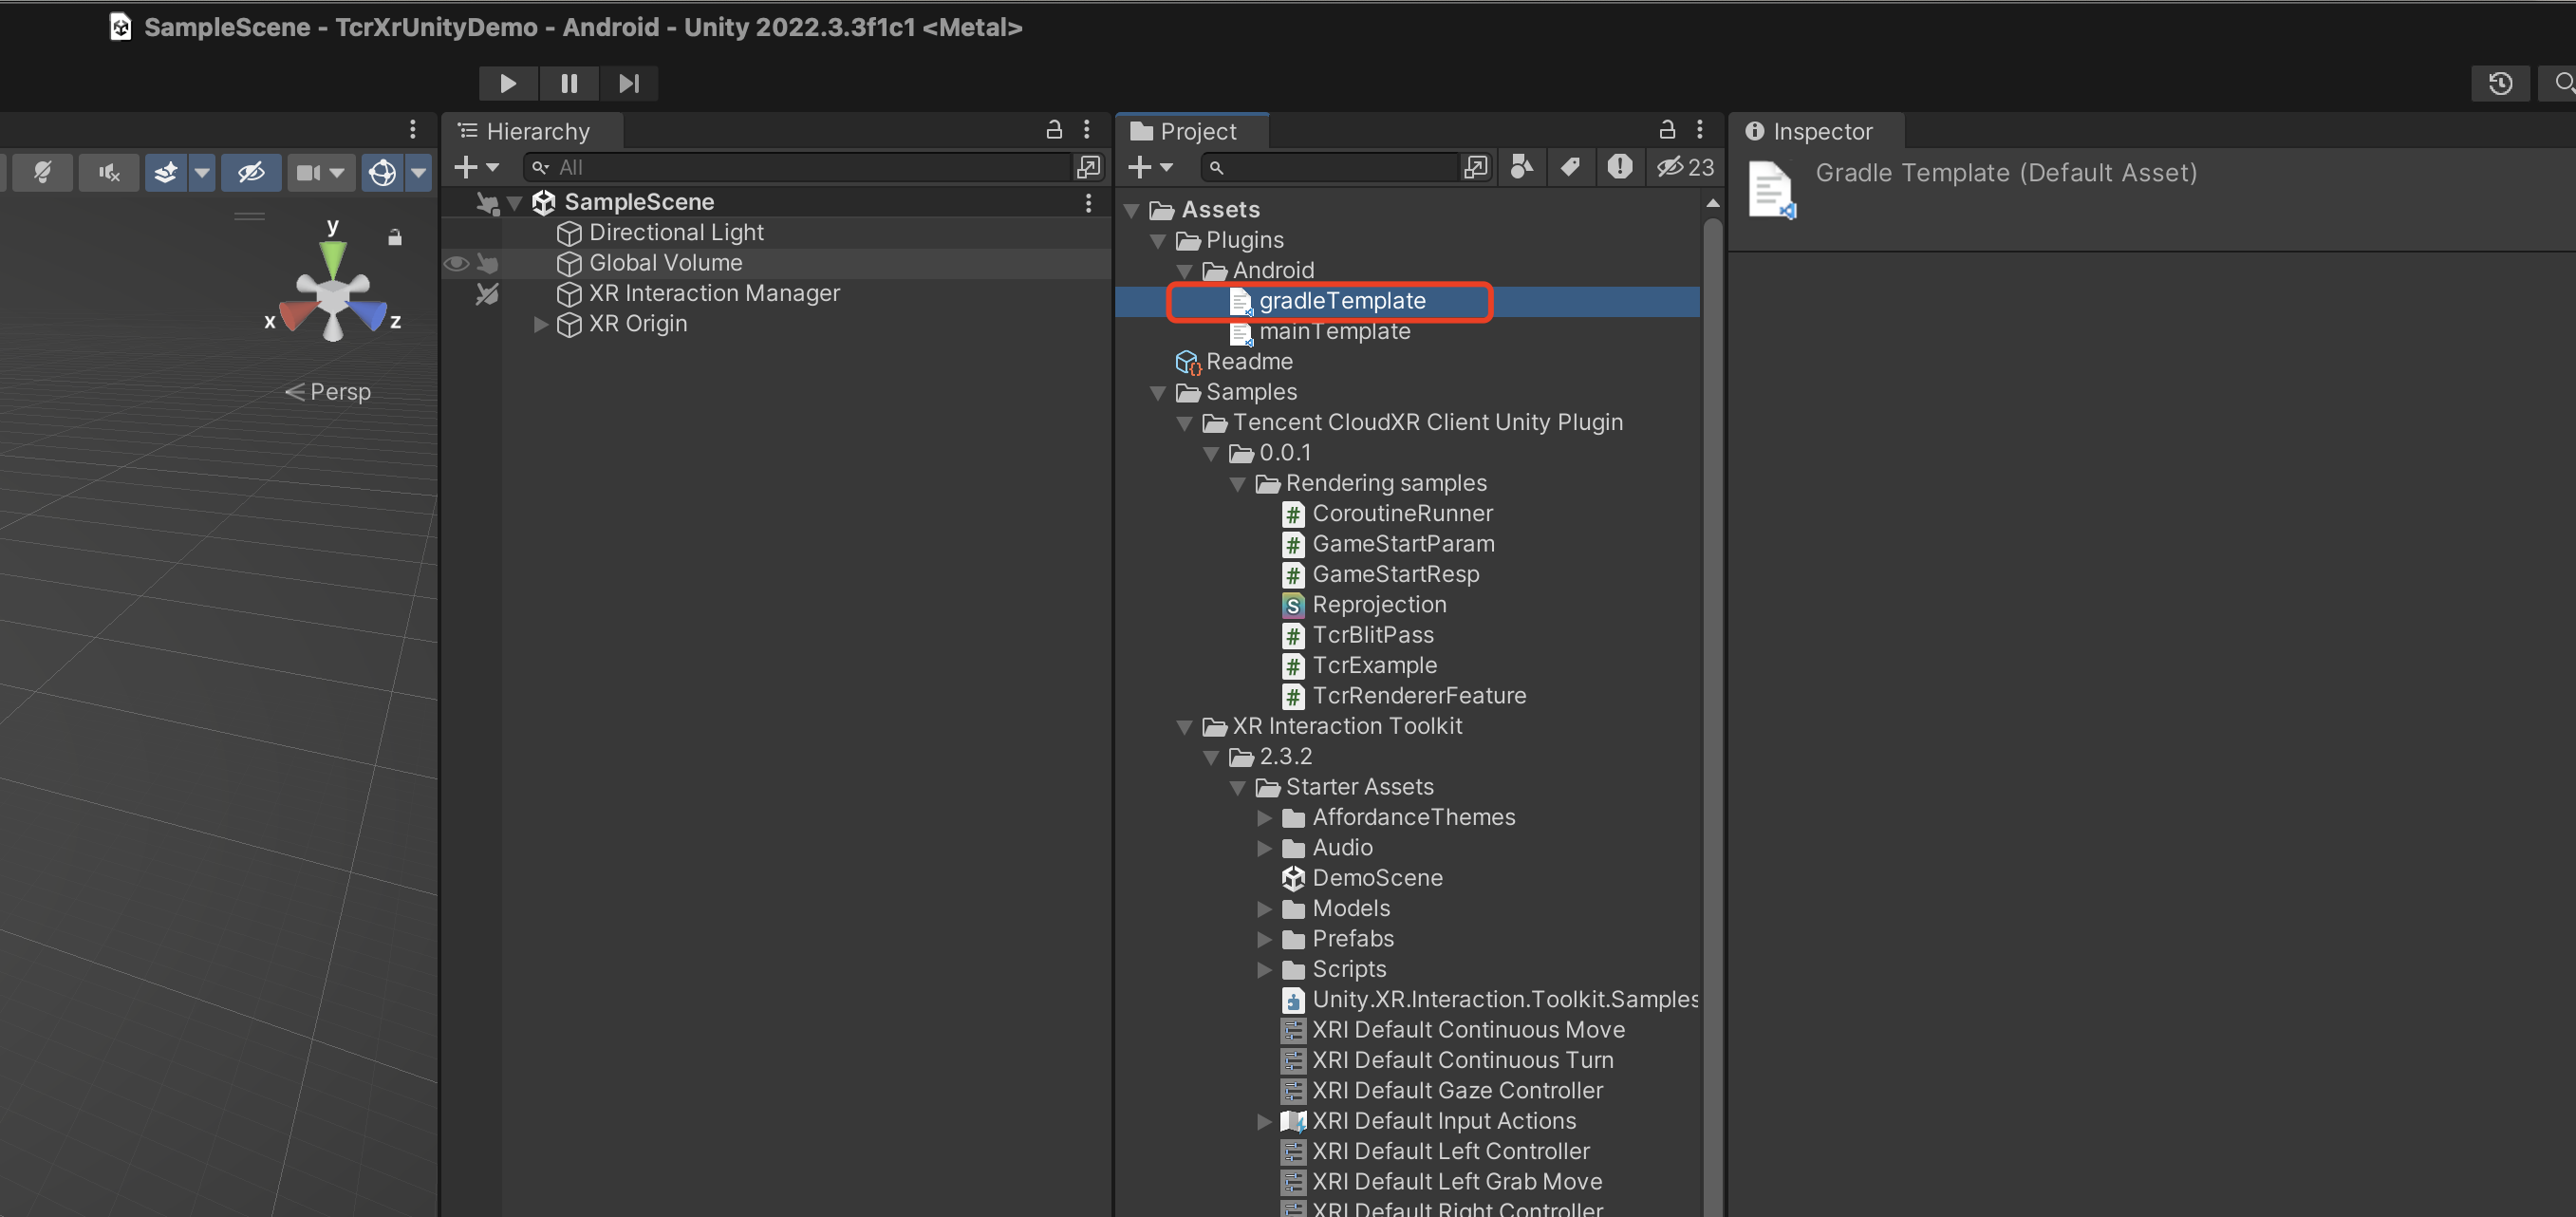 SampleScene - TcrXrUnityDemo - Android - Unity 2022.3.3f1c1 <Metal>
y
x
z
Persp
Hierarchy
All
SampleScene
Directional Light
Global Volume
XR Interaction Manager
XR Origin
Project
23
Assets
Plugins
Android
gradleTemplate
mainTemplate
Readme
Samples
Tencent CloudXR Client Unity Plugin
0.0.1
Rendering samples
CoroutineRunner
GameStartParam
GameStartResp
Reprojection
TcrBlitPass
TcrExample
TcrRendererFeature
XR Interaction Toolkit
2.3.2
Starter Assets
AffordanceThemes
Audio
DemoScene
Models
Prefabs
Scripts
Unity.XR.Interaction.Toolkit.Samples
XRI Default Continuous Move
XRI Default Continuous Turn
XRI Default Gaze Controller
XRI Default Input Actions
XRI Default Left Controller
XRI Default Left Grab Move
XRI Default Right Controller
Inspector
Gradle Template (Default Asset)